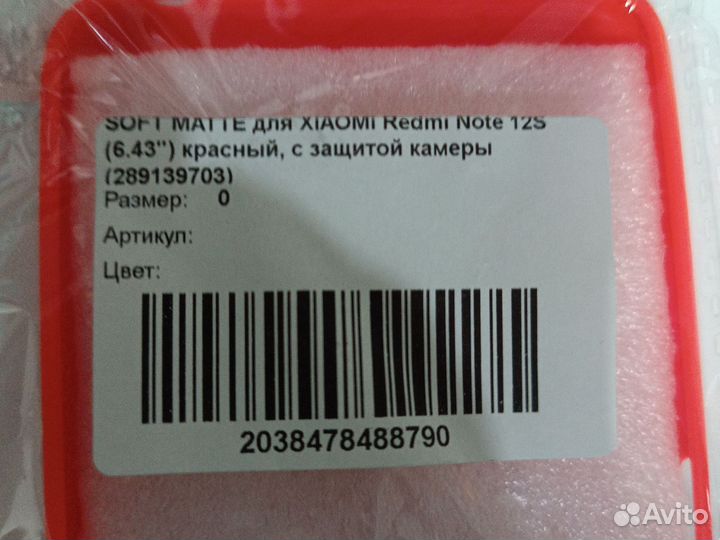 SOFT MATTE для XIAOMI Redmi Note 12S
(6.43") красный, с защитой камеры
(289139703)
Размер: 0
Артикул:
Цвет:
2038478488790
Avito